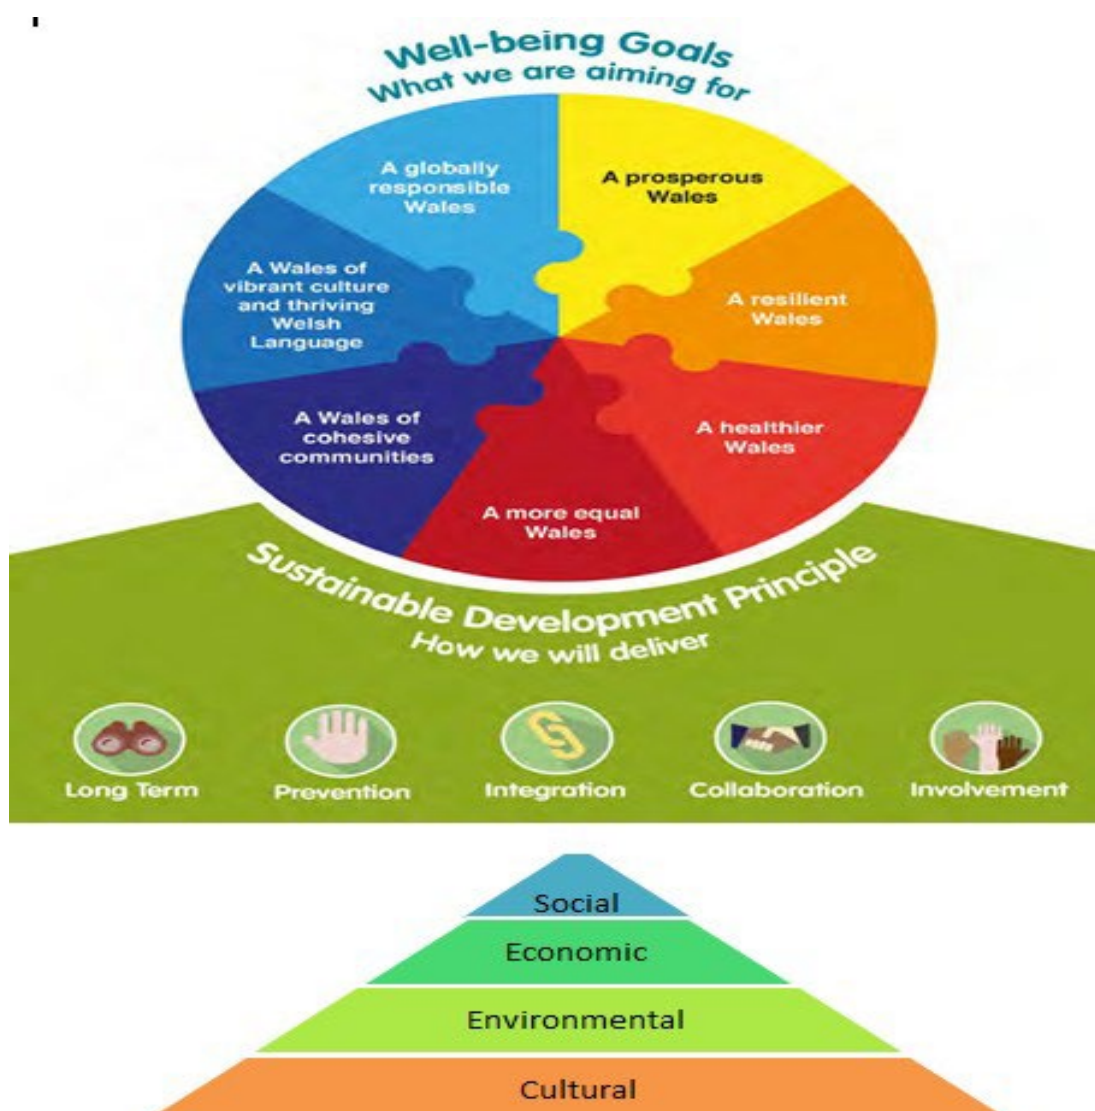 Well-being Goals
What we are aiming for
A globally
responsible
Wales
A prosperous
Wales
A Wales of
vibrant culture
and thriving
Welsh
Language
A resilient
Wales
A Wales of
cohesive
communities
A healthier
Wales
A more equal
Wales
Sustainable Development Principle
How we will deliver
Long Term
Prevention
Integration
Collaboration
Involvement
Social
Economic
Environmental
Cultural